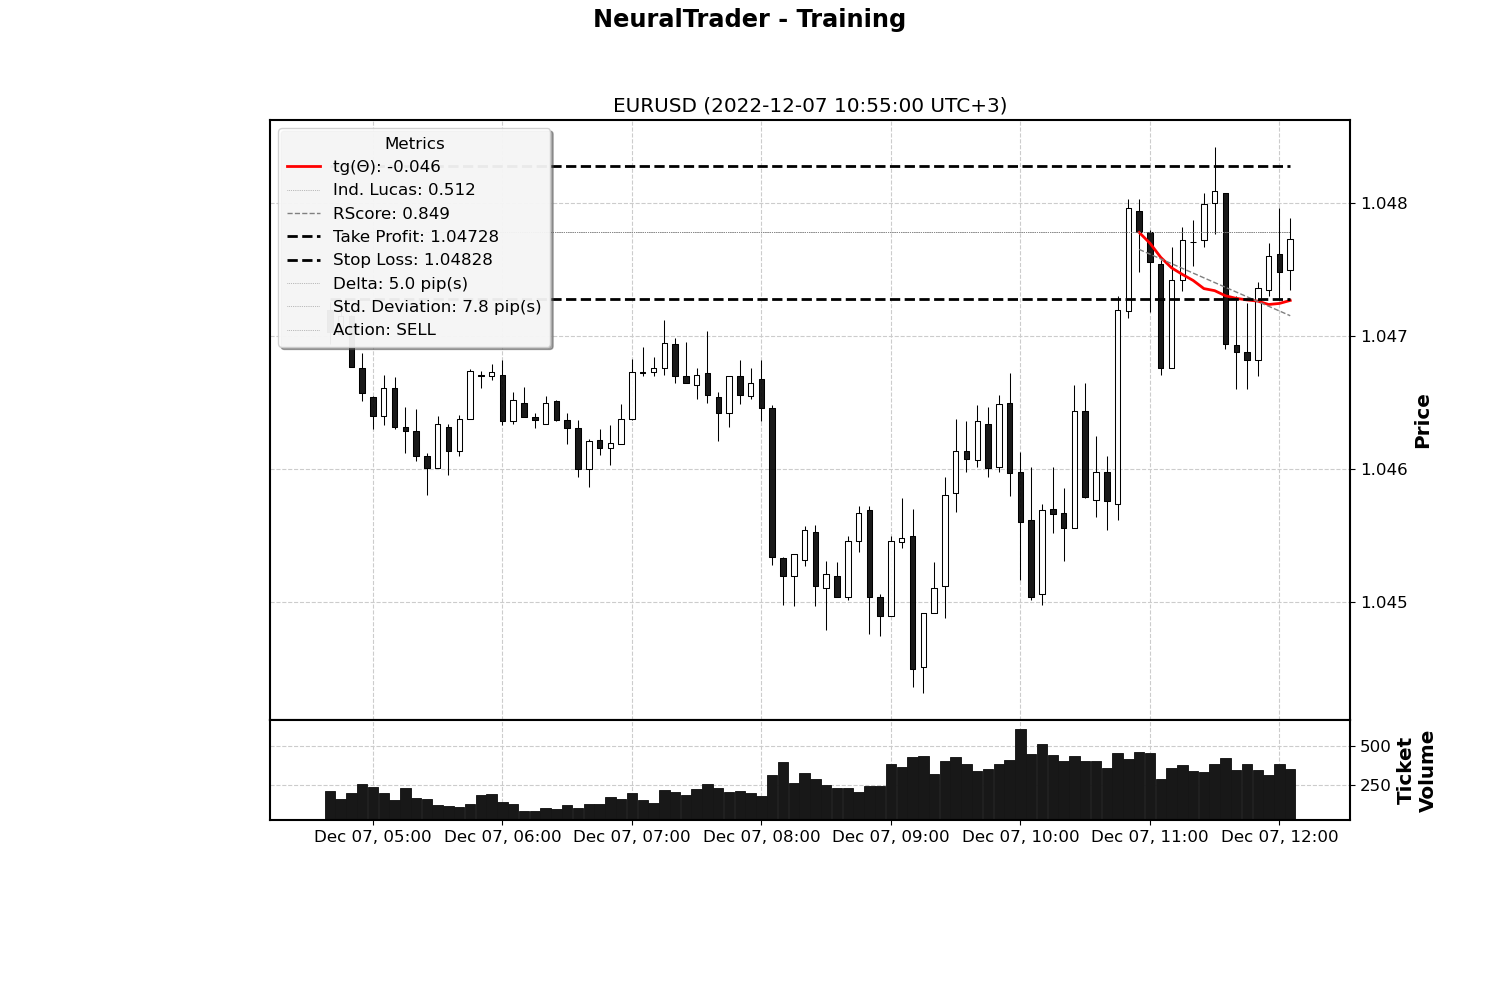 NeuralTrader - Training
EURUSD (2022-12-07 10:55:00 UTC+3)
Metrics
tg(Θ): -0.046
Ind. Lucas: 0.512
RScore: 0.849
Take Profit: 1.04728
Stop Loss: 1.04828
Delta: 5.0 pip(s)
Std. Deviation: 7.8 pip(s)
Action: SELL
1.048
1.047
1.046
1.045
Price
500
250
Ticket
Volume
Dec 07, 05:00
Dec 07, 06:00
Dec 07, 07:00
Dec 07, 08:00
Dec 07, 09:00
Dec 07, 10:00
Dec 07, 11:00
Dec 07, 12:00